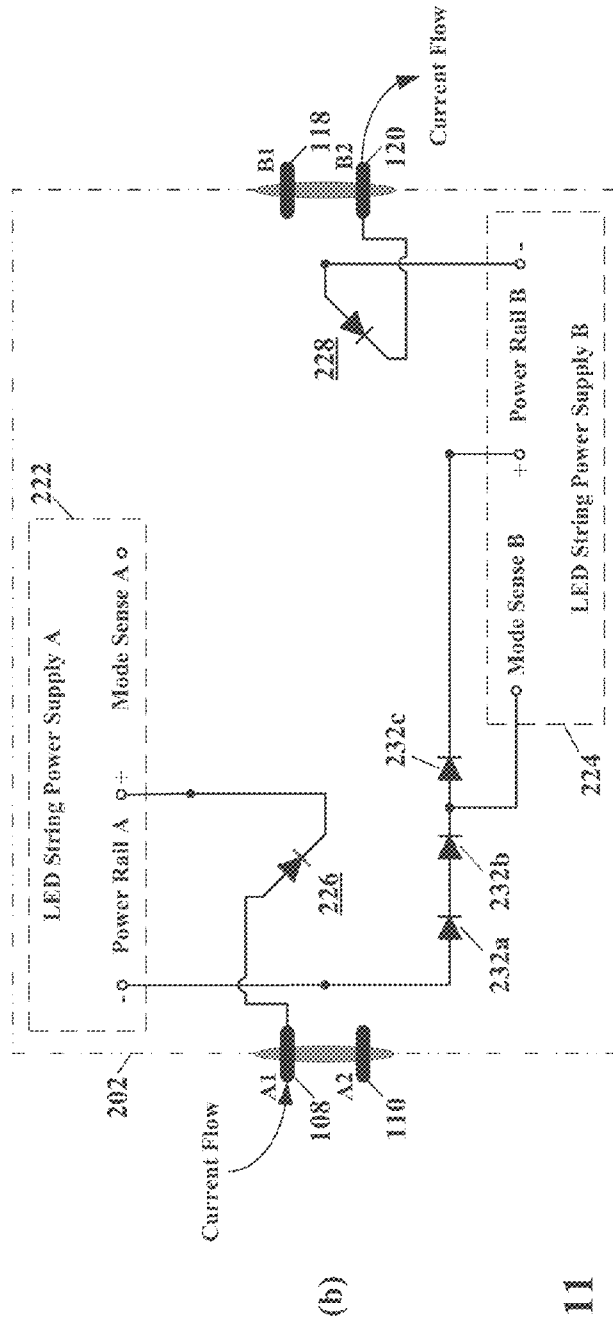 222
LED String Power Supply A
- Power Rail A + Mode Sense A
202
Current Flow
A1
108
A2
110
226
228
B1
118
B2
120
Current Flow
232a
232b
232c
Mode Sense B + Power Rail B -
LED String Power Supply B
224
(b)
11